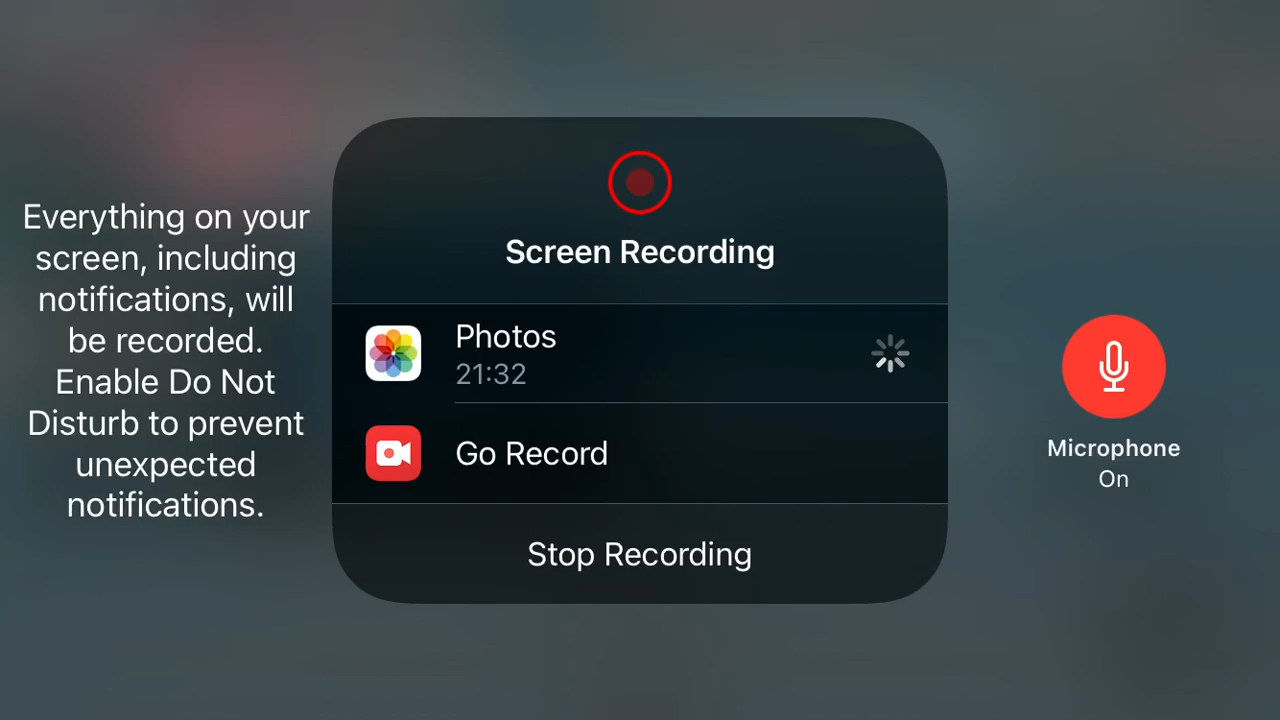 Everything on your
screen, including
notifications, will
be recorded.
Enable Do Not
Disturb to prevent
unexpected
notifications.
Screen Recording
Photos
21:32
Go Record
Stop Recording
Microphone
On